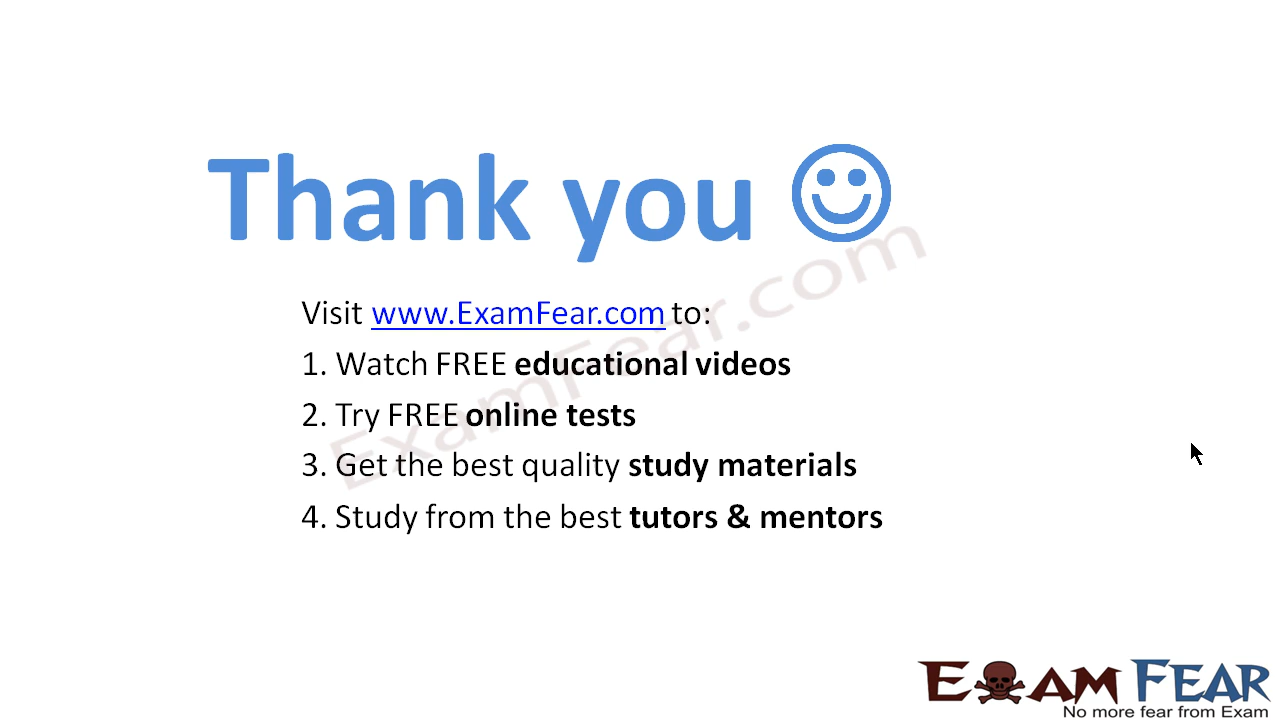 Thank you
Visit www.ExamFear.com to:
1. Watch FREE educational videos
2. Try FREE online tests
3. Get the best quality study materials
4. Study from the best tutors & mentors
ExamFear.com
EXAM FEAR
No more fear from Exam